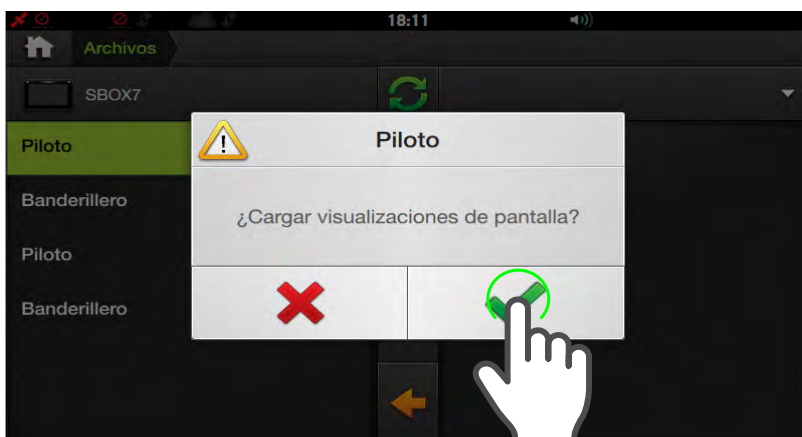 18:11
Archivos
SBOX7
Piloto
Piloto
Banderillero
¿Cargar visualizaciones de pantalla?
Piloto
Banderillero